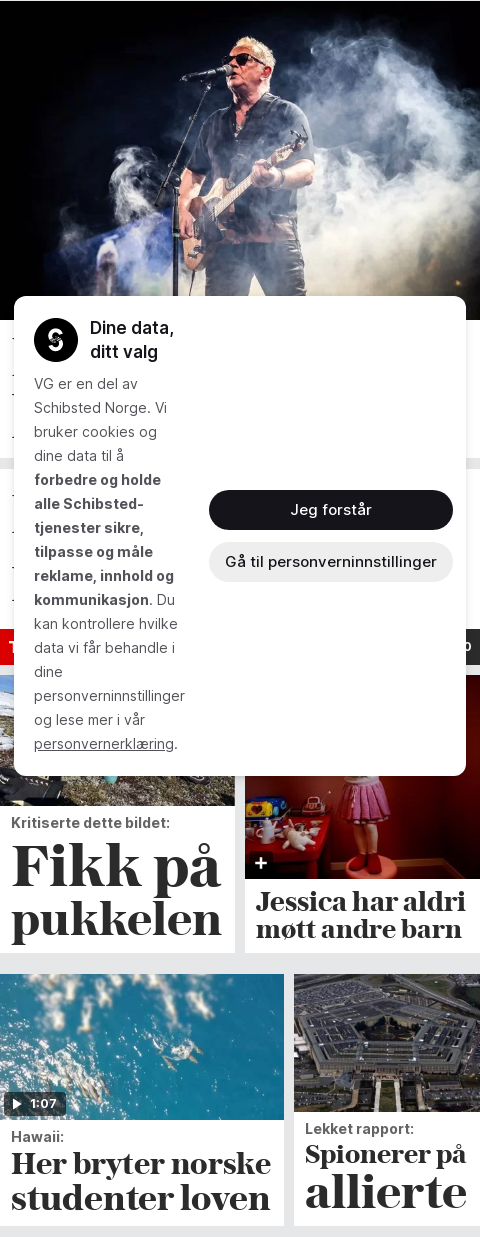 Dine data,
ditt valg
VG er en del av
Schibsted Norge. Vi
bruker cookies og
dine data til å
forbedre og holde
alle Schibsted-
tjenester sikre,
tilpasse og måle
reklame, innhold og
kommunikasjon. Du
kan kontrollere hvilke
data vi får behandle i
dine
personverninnstillinger
og lese mer i vår
personvernerklæring.
Jeg forstår
Gå til personverninnstillinger
Kritiserte dette bildet:
Fikk på
pukkelen
Jessica har aldri
møtt andre barn
1:07
Hawaii:
Her bryter norske
studenter loven
Lekket rapport:
Spionerer på
allierte